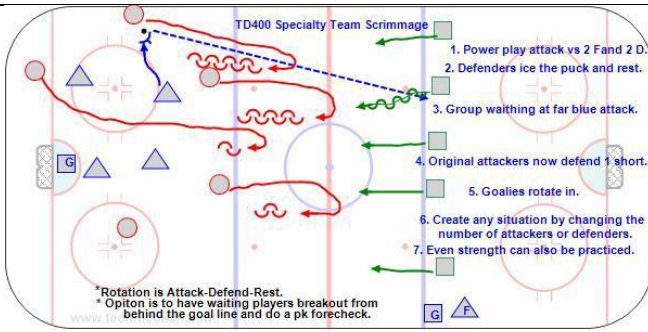 TD400 Specialty Team Scrimmage
1. Power play attack vs 2 Fand 2 D.
2. Defenders ice the puck and rest.
3. Group waithing at far blue attack.
4. Original attackers now defend 1 short.
5. Goalies rotate in.
6. Create any situation by changing the
number of attackers or defenders.
7. Even strength can also be practiced.
G
G
F
*Rotation is Attack-Defend-Rest.
* Opiton is to have waiting players breakout from
behind the goal line and do a pk forecheck.